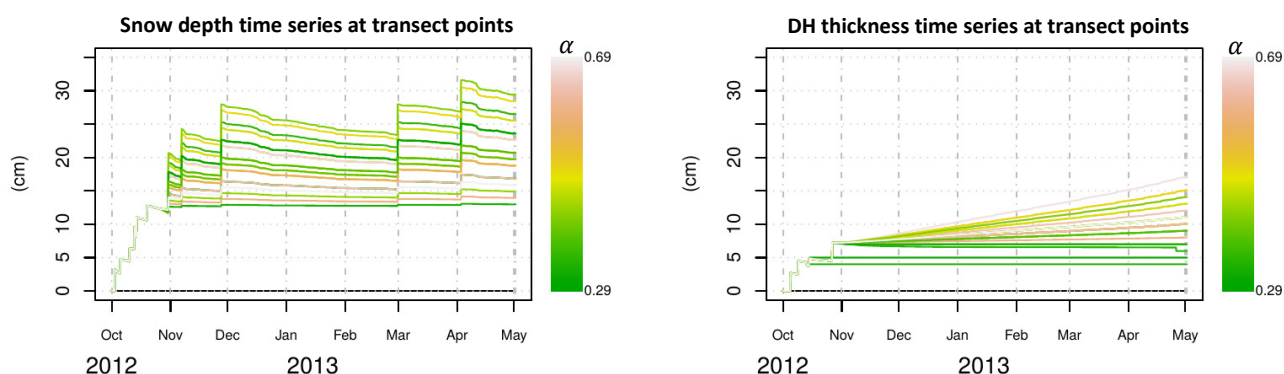 Snow depth time series at transect points
α
0.69
(cm)
30
20
10
5
0
0.29
Oct Nov Dec Jan Feb Mar Apr May
2012 2013
DH thickness time series at transect points
α
0.69
(cm)
30
20
10
5
0
0.29
Oct Nov Dec Jan Feb Mar Apr May
2012 2013